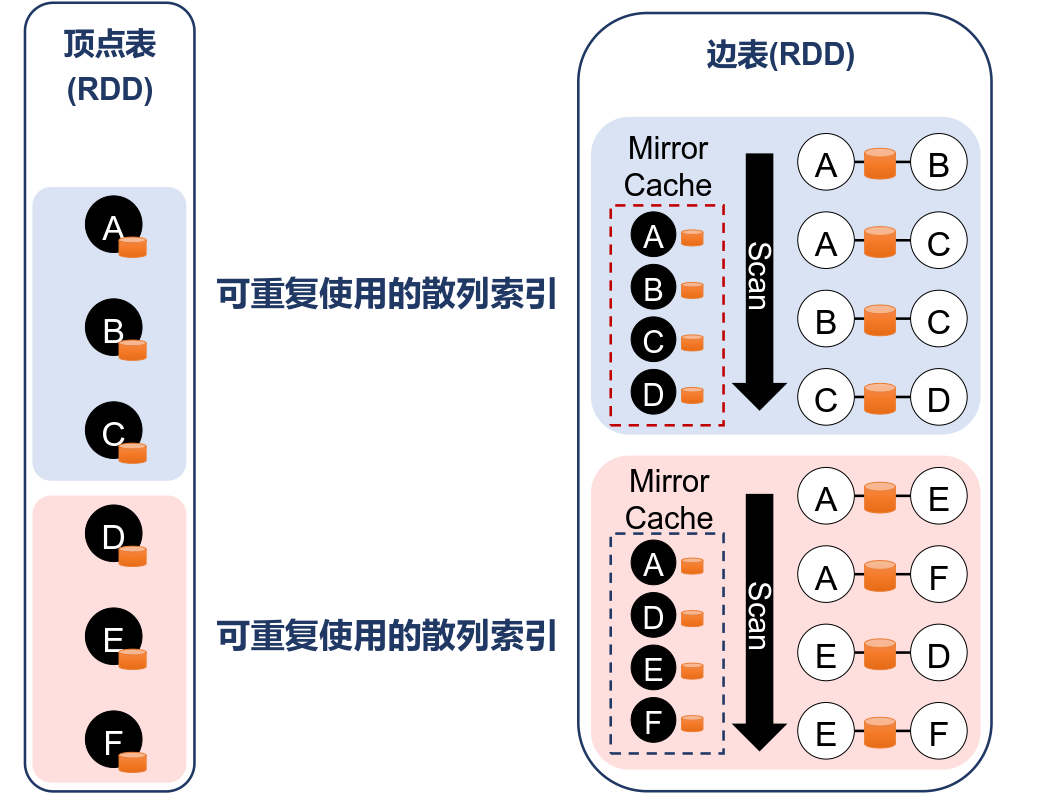 顶点表
(RDD)
A
B
C
D
E
F
可重复使用的散列索引
可重复使用的散列索引
边表(RDD)
Mirror
Cache
A
B
C
D
Scan
A B
A C
B C
C D
Mirror
Cache
A
D
E
F
Scan
A E
A F
E D
E F